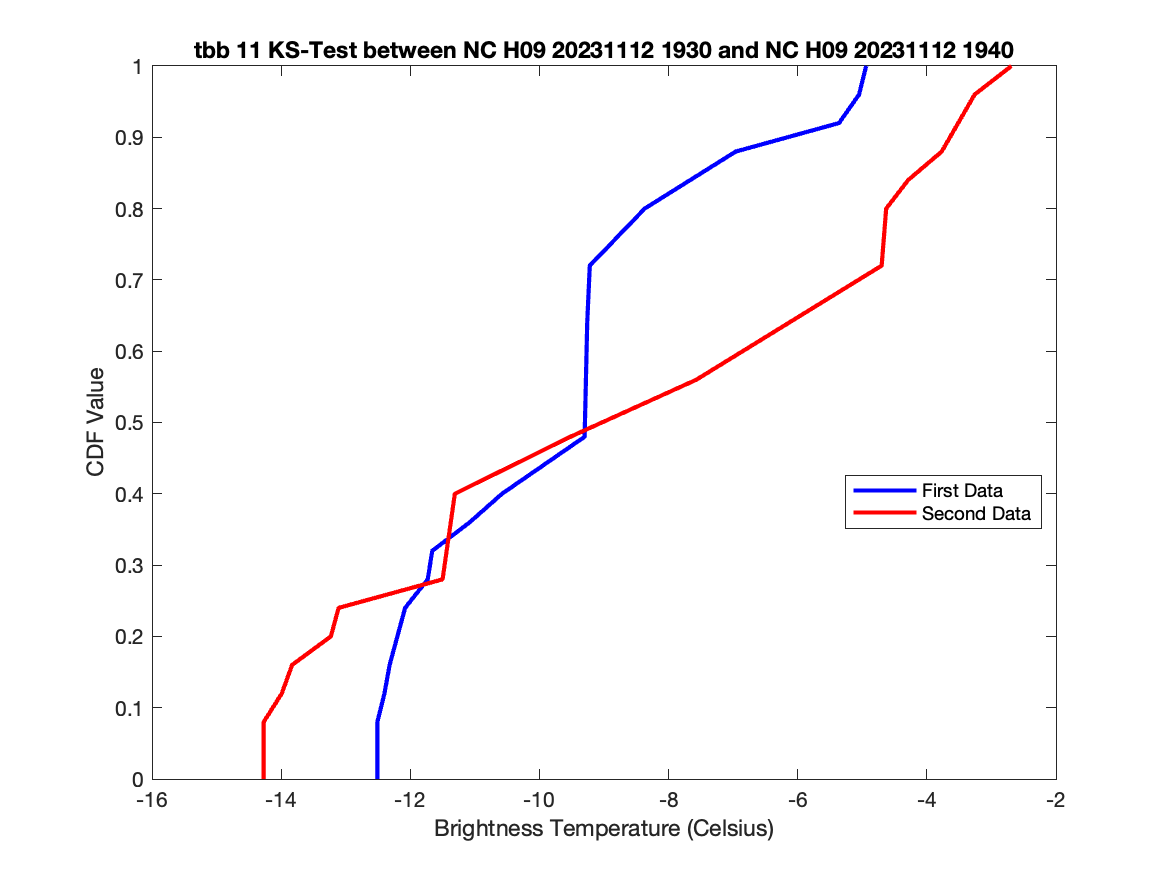 tbb 11 KS-Test between NC H09 20231112 1930 and NC H09 20231112 1940
1
0.9
0.8
0.7
0.6
0.5
0.4
0.3
0.2
0.1
0
CDF Value
First Data
Second Data
-16 -14 -12 -10 -8 -6 -4 -2
Brightness Temperature (Celsius)